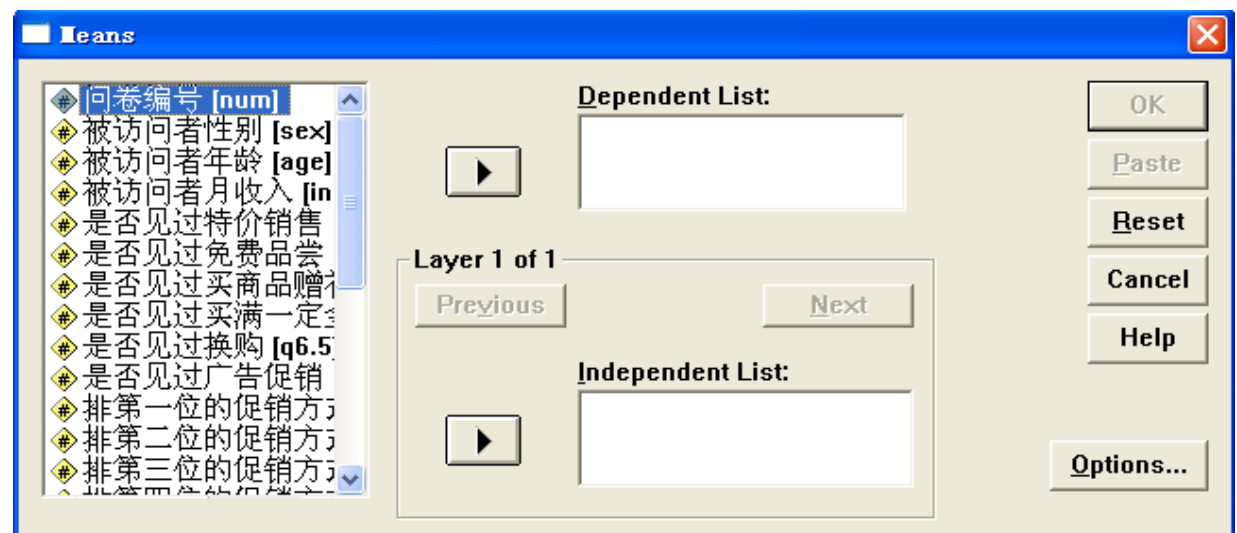 Means
问卷编号 [num]
被访问者性别 [sex]
被访问者年龄 [age]
被访问者月收入 [in
是否见过特价销售
是否见过免费品尝
是否见过买商品赠
是否见过买满一定
是否见过换购 [q6.5
是否见过广告促销
排第一位的促销方
排第二位的促销方
排第三位的促销方
Dependent List:
Layer 1 of 1
Previous
Next
Independent List:
OK
Paste
Reset
Cancel
Help
Options...